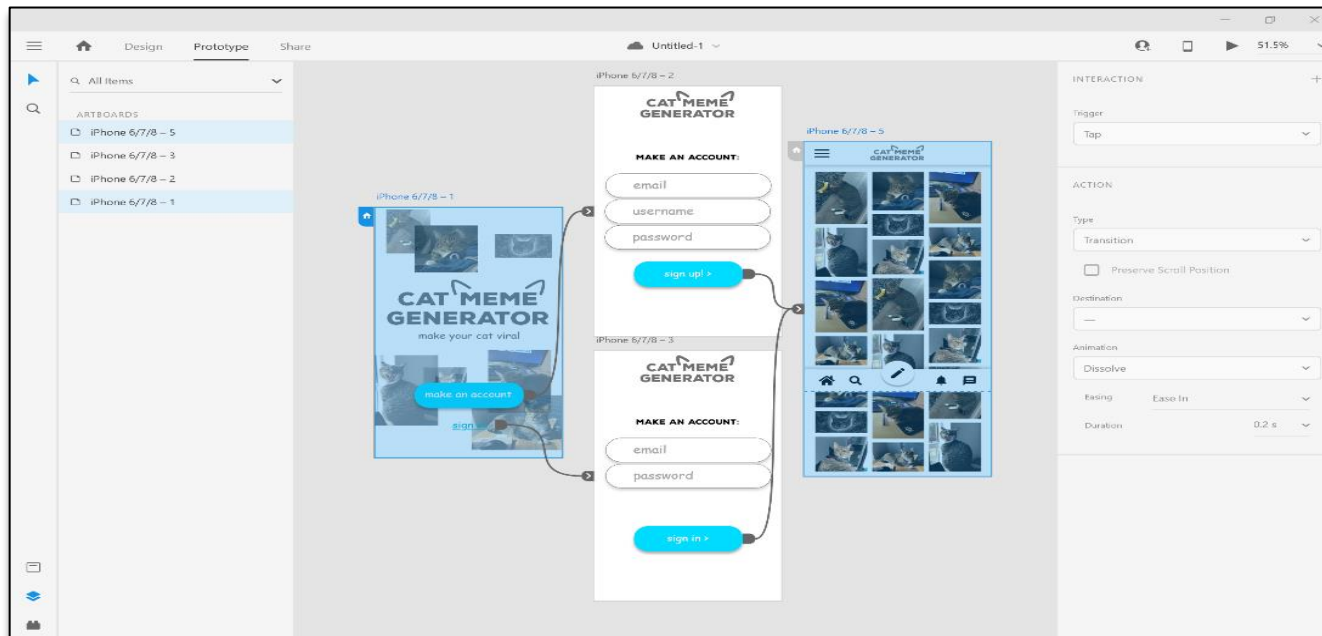 Design Prototype Share
Untitled-1
51.5%
All Items
ARTBOARDS
iPhone 6/7/8 – 5
iPhone 6/7/8 – 3
iPhone 6/7/8 – 2
iPhone 6/7/8 – 1
iPhone 6/7/8 – 1
CAT MEME
GENERATOR
make your cat viral
make an account
sign in
iPhone 6/7/8 – 2
CAT MEME
GENERATOR
MAKE AN ACCOUNT:
email
username
password
sign up! >
iPhone 6/7/8 – 3
CAT MEME
GENERATOR
MAKE AN ACCOUNT:
email
password
sign in >
iPhone 6/7/8 – 5
CAT MEME
GENERATOR
INTERACTION
Trigger
Tap
ACTION
Type
Transition
Preserve Scroll Position
Destination
—
Animation
Dissolve
Easing Ease In
Duration 0.2 s